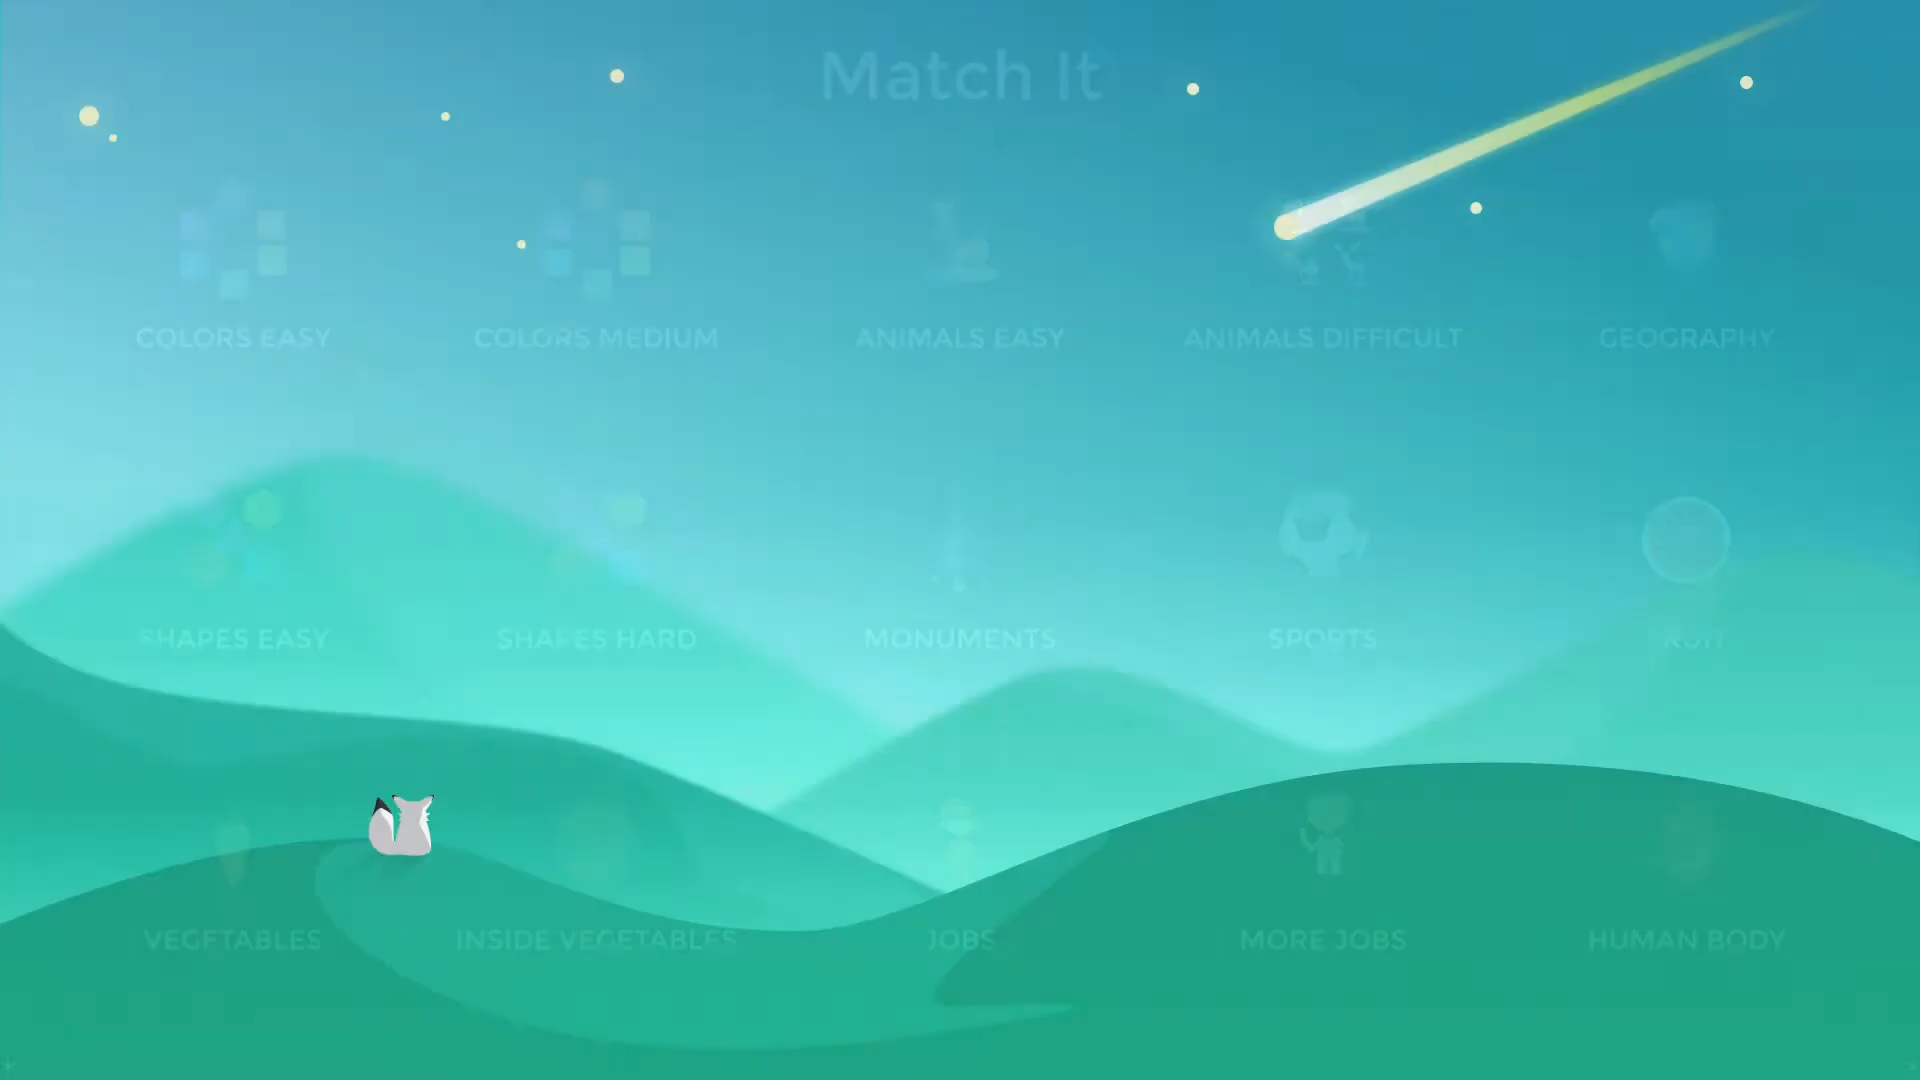 Match It
COLORS EASY
COLORS MEDIUM
ANIMALS EASY
ANIMALS DIFFICULT
GEOGRAPHY
SHAPES EASY
SHAPES HARD
MONUMENTS
SPORTS
VEGETABLES
INSIDE VEGETABLES
JOBS
MORE JOBS
HUMAN BODY